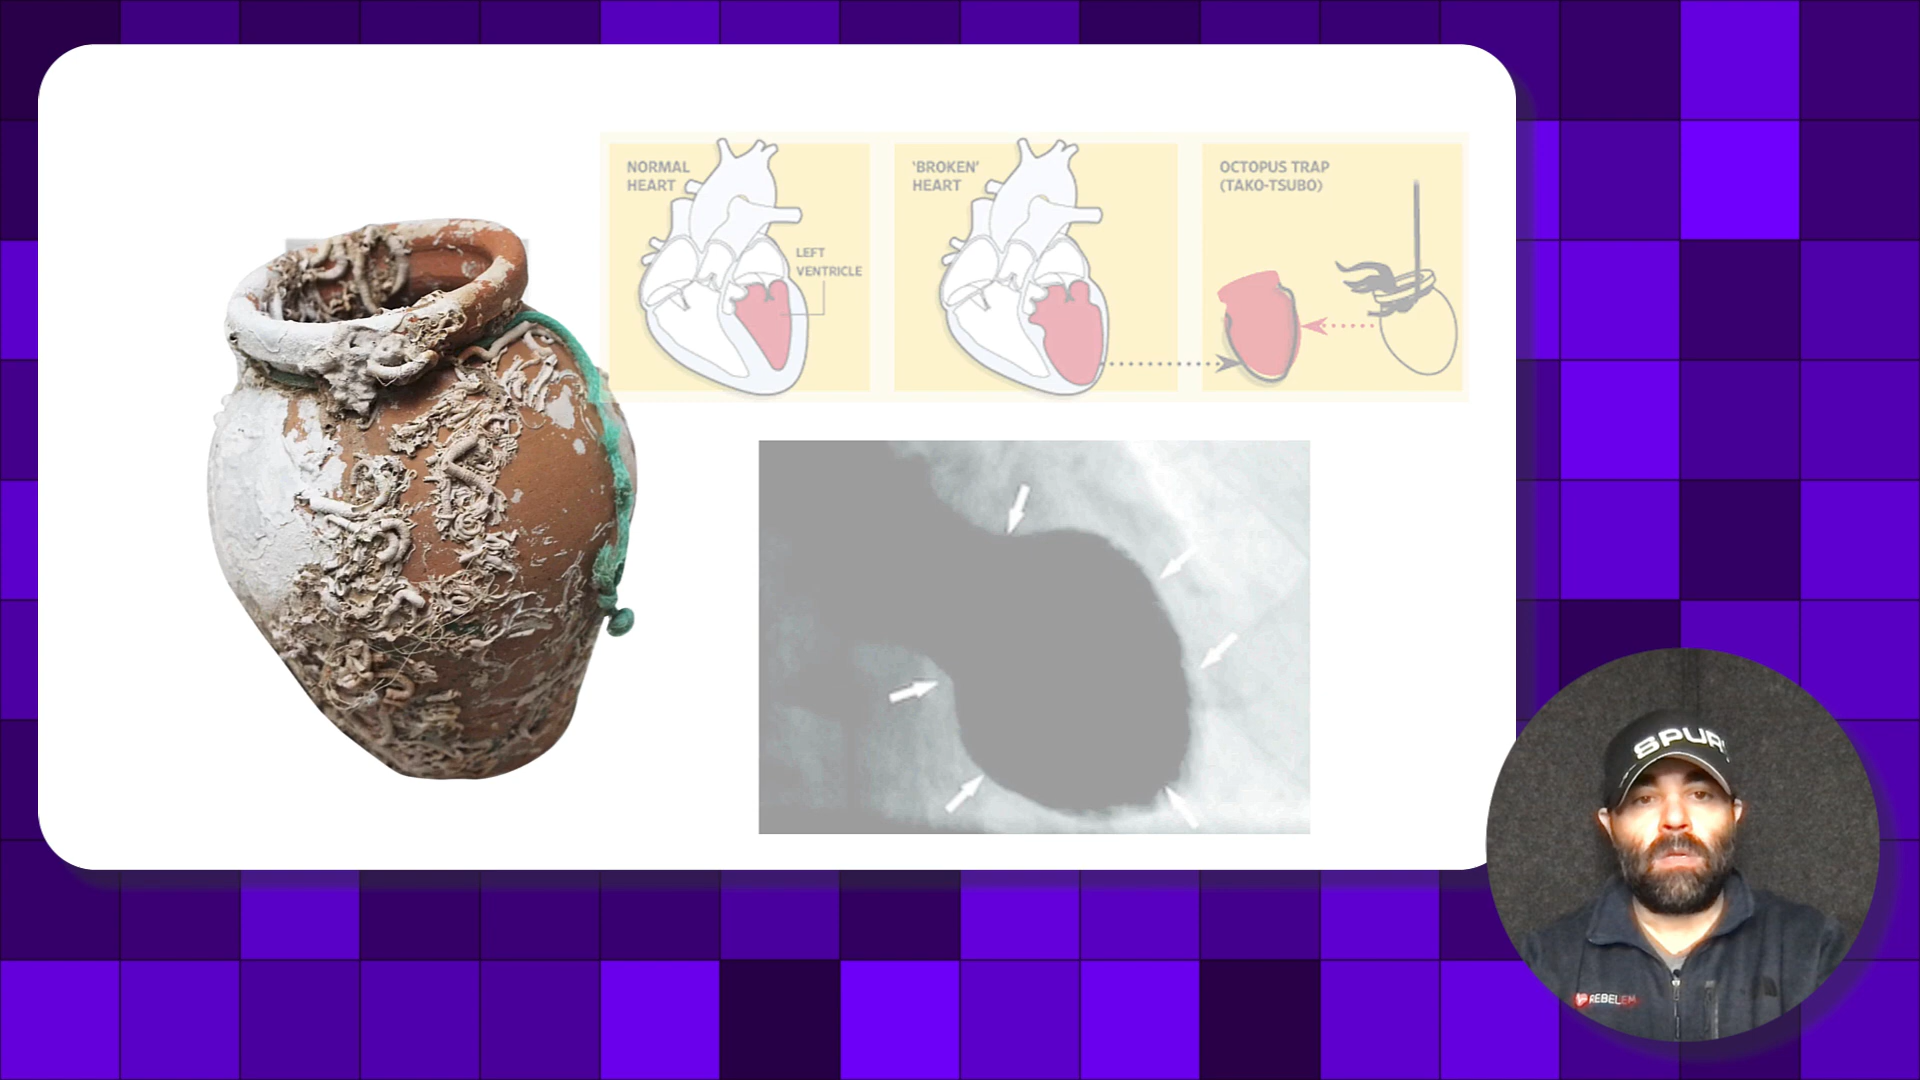 NORMAL
HEART
LEFT
VENTRICLE
'BROKEN'
HEART
OCTOPUS TRAP
(TAKO-TSUBO)
SPUR
REBELEM